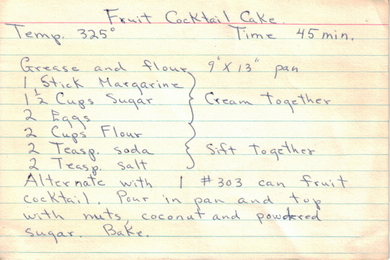 Fruit Cocktail Cake.
Temp. 325° Time 45 min.
Grease and flour 9" X 13" pan
1 Stick Margarine
1 1/2 Cups Sugar Cream together
2 Eggs
2 Cups Flour
2 Teasp. soda Sift together
2 Teasp. salt
Alternate with 1 #303 can fruit
cocktail. Pour in pan and top
with nuts, coconut and powdered
sugar. Bake.